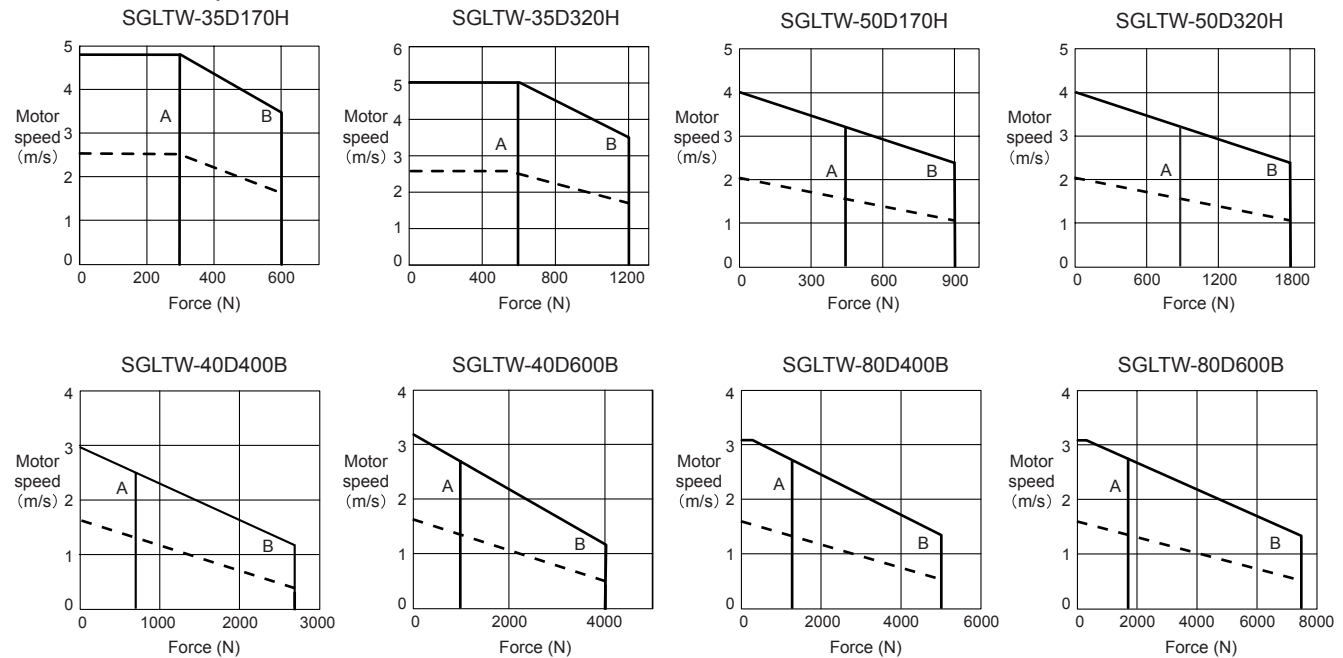 SGLTW-35D170H
5
4
3
2
1
0
Motor
speed
(m/s)
A
B
0 200 400 600
Force (N)
SGLTW-35D320H
6
5
4
3
2
1
0
Motor
speed
(m/s)
A
B
0 400 800 1200
Force (N)
SGLTW-50D170H
5
4
3
2
1
0
Motor
speed
(m/s)
A
B
0 300 600 900
Force (N)
SGLTW-50D320H
5
4
3
2
1
0
Motor
speed
(m/s)
A
B
0 600 1200 1800
Force (N)
SGLTW-40D400B
4
3
2
1
0
Motor
speed
(m/s)
A
B
0 1000 2000 3000
Force (N)
SGLTW-40D600B
4
3
2
1
0
Motor
speed
(m/s)
A
B
0 2000 4000
Force (N)
SGLTW-80D400B
4
3
2
1
0
Motor
speed
(m/s)
A
B
0 2000 4000 6000
Force (N)
SGLTW-80D600B
4
3
2
1
0
Motor
speed
(m/s)
A
B
0 2000 4000 6000 8000
Force (N)